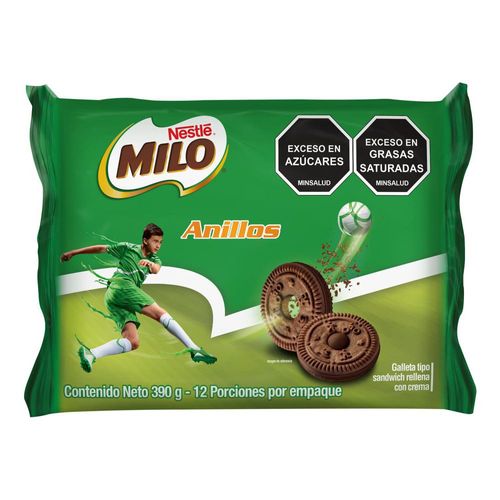 Nestlé
MILO
EXCESO EN
AZÚCARES
MINSALUD
EXCESO EN
GRASAS
SATURADAS
MINSALUD
Anillos
Galleta tipo
sandwich rellena
con crema
Contenido Neto 390 g - 12 Porciones por empaque